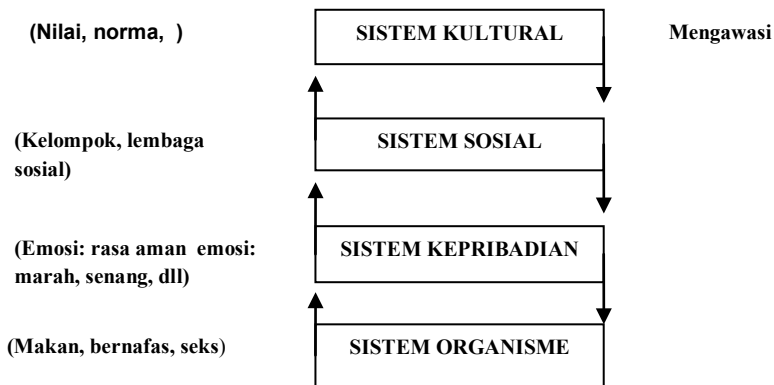 (Nilai, norma,  ) SISTEM KULTURAL Mengawasi
(Kelompok, lembaga SISTEM SOSIAL
sosial)
(Emosi: rasa aman  emosi: SISTEM KEPRIBADIAN
marah, senang, dll)
(Makan, bernafas, seks) SISTEM ORGANISME